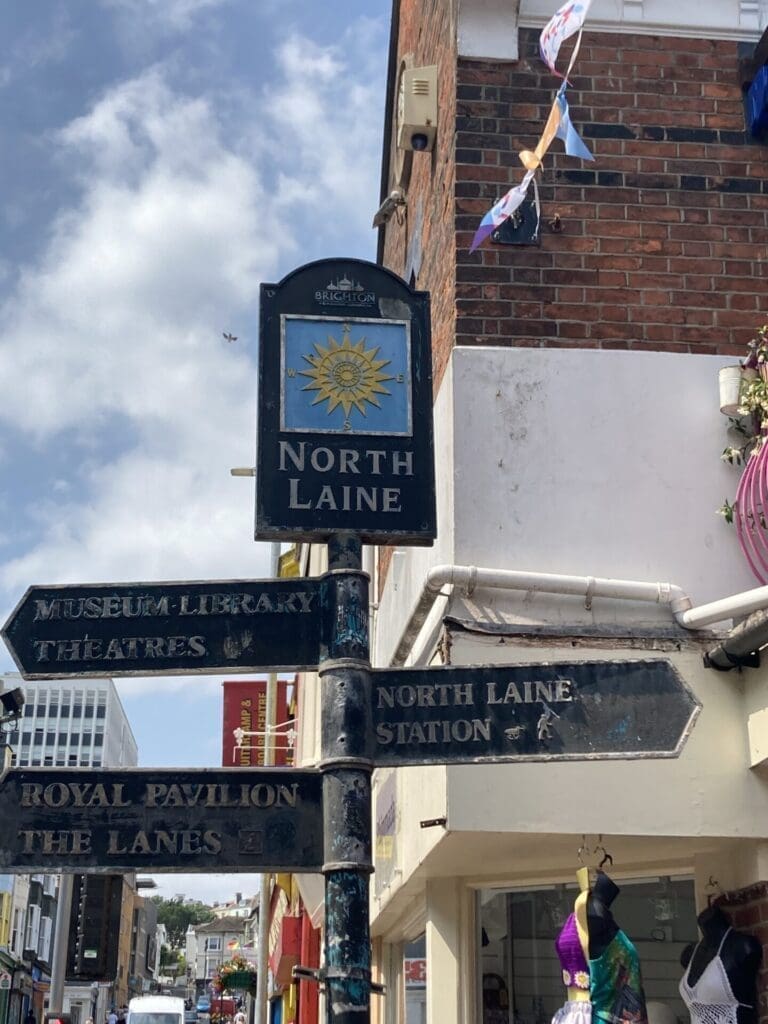 BRIGHTON
N
W E
S
NORTH
LAINE
MUSEUM·LIBRARY
THEATRES
NORTH LAINE
STATION
ROYAL PAVILION
THE LANES